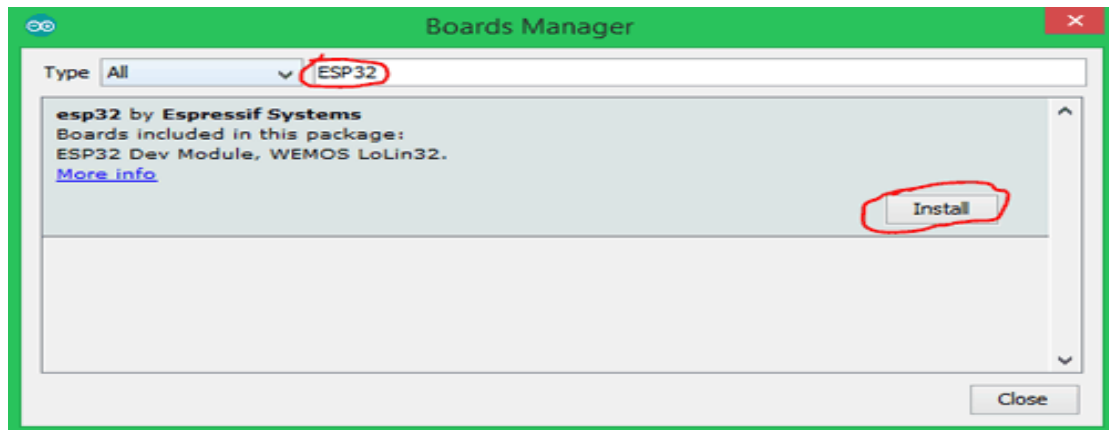 Boards Manager
Type All ESP32
esp32 by Espressif Systems
Boards included in this package:
ESP32 Dev Module, WEMOS LoLin32.
More info
Install
Close